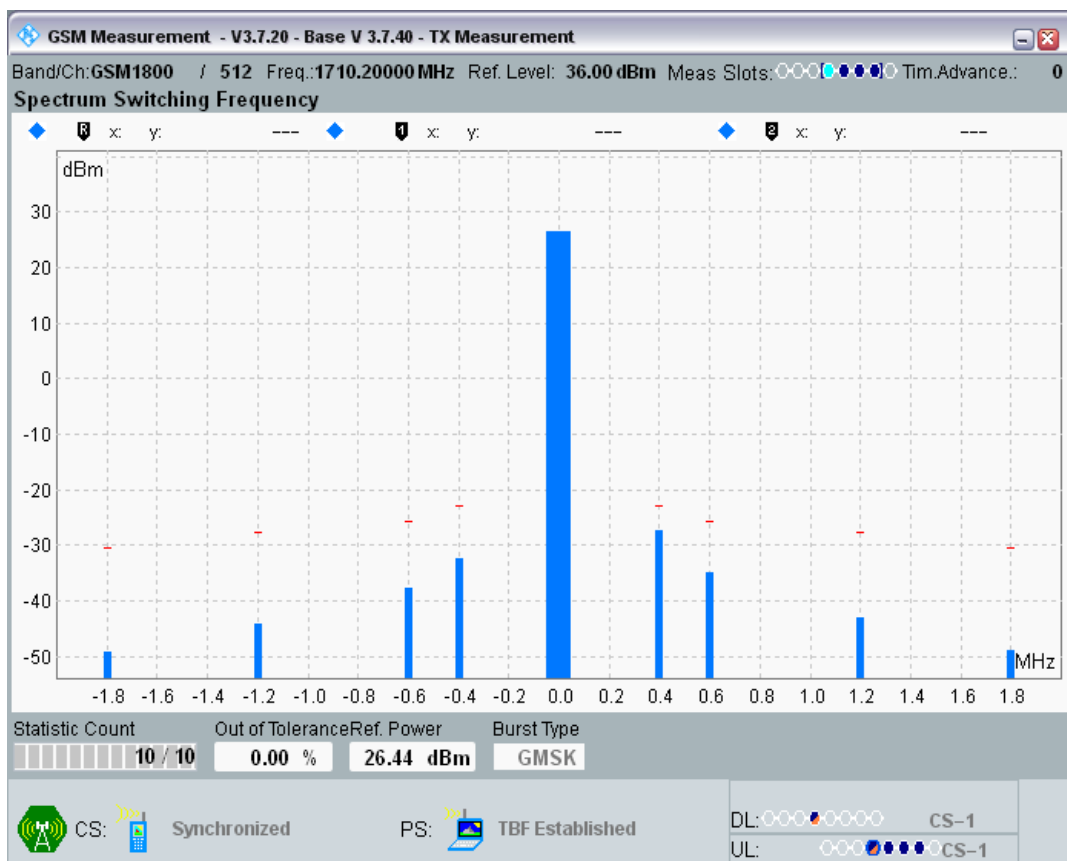 GSM Measurement - V3.7.20 - Base V 3.7.40 - TX Measurement
Band/Ch:GSM1800 / 512 Freq.:1710.20000 MHz Ref. Level: 36.00 dBm Meas Slots: Tim.Advance.: 0
Spectrum Switching Frequency
R x: y: --- 1 x: y: --- 2 x: y: ---
dBm
30
20
10
0
-10
-20
-30
-40
-50
MHz
-1.8 -1.6 -1.4 -1.2 -1.0 -0.8 -0.6 -0.4 -0.2 0.0 0.2 0.4 0.6 0.8 1.0 1.2 1.4 1.6 1.8
Statistic Count Out of Tolerance Ref. Power Burst Type
10 / 10 0.00 % 26.44 dBm GMSK
CS: Synchronized PS: TBF Established
DL: CS-1
UL: CS-1